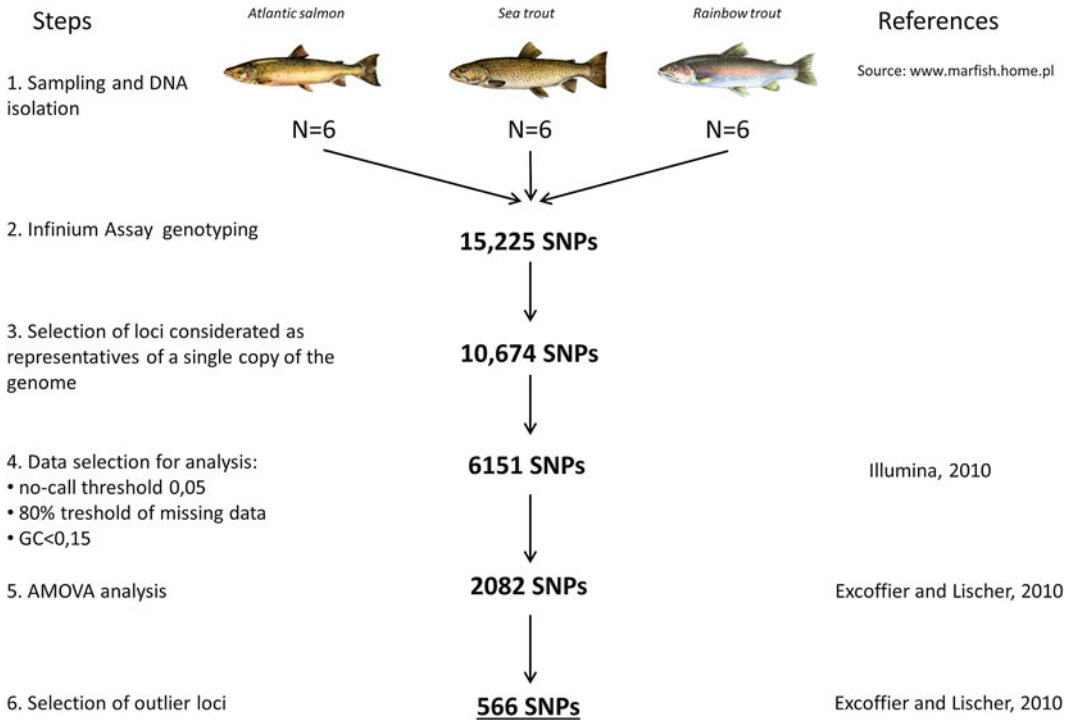 Steps
Atlantic salmon
Sea trout
Rainbow trout
References
1. Sampling and DNA
isolation
Source: www.marfish.home.pl
N=6
N=6
N=6
2. Infinium Assay genotyping
15,225 SNPs
3. Selection of loci considarated as
representatives of a single copy of the
genome
10,674 SNPs
4. Data selection for analysis:
• no-call threshold 0,05
• 80% treshold of missing data
• GC<0,15
6151 SNPs
Illumina, 2010
5. AMOVA analysis
2082 SNPs
Excoffier and Lischer, 2010
6. Selection of outlier loci
566 SNPs
Excoffier and Lischer, 2010